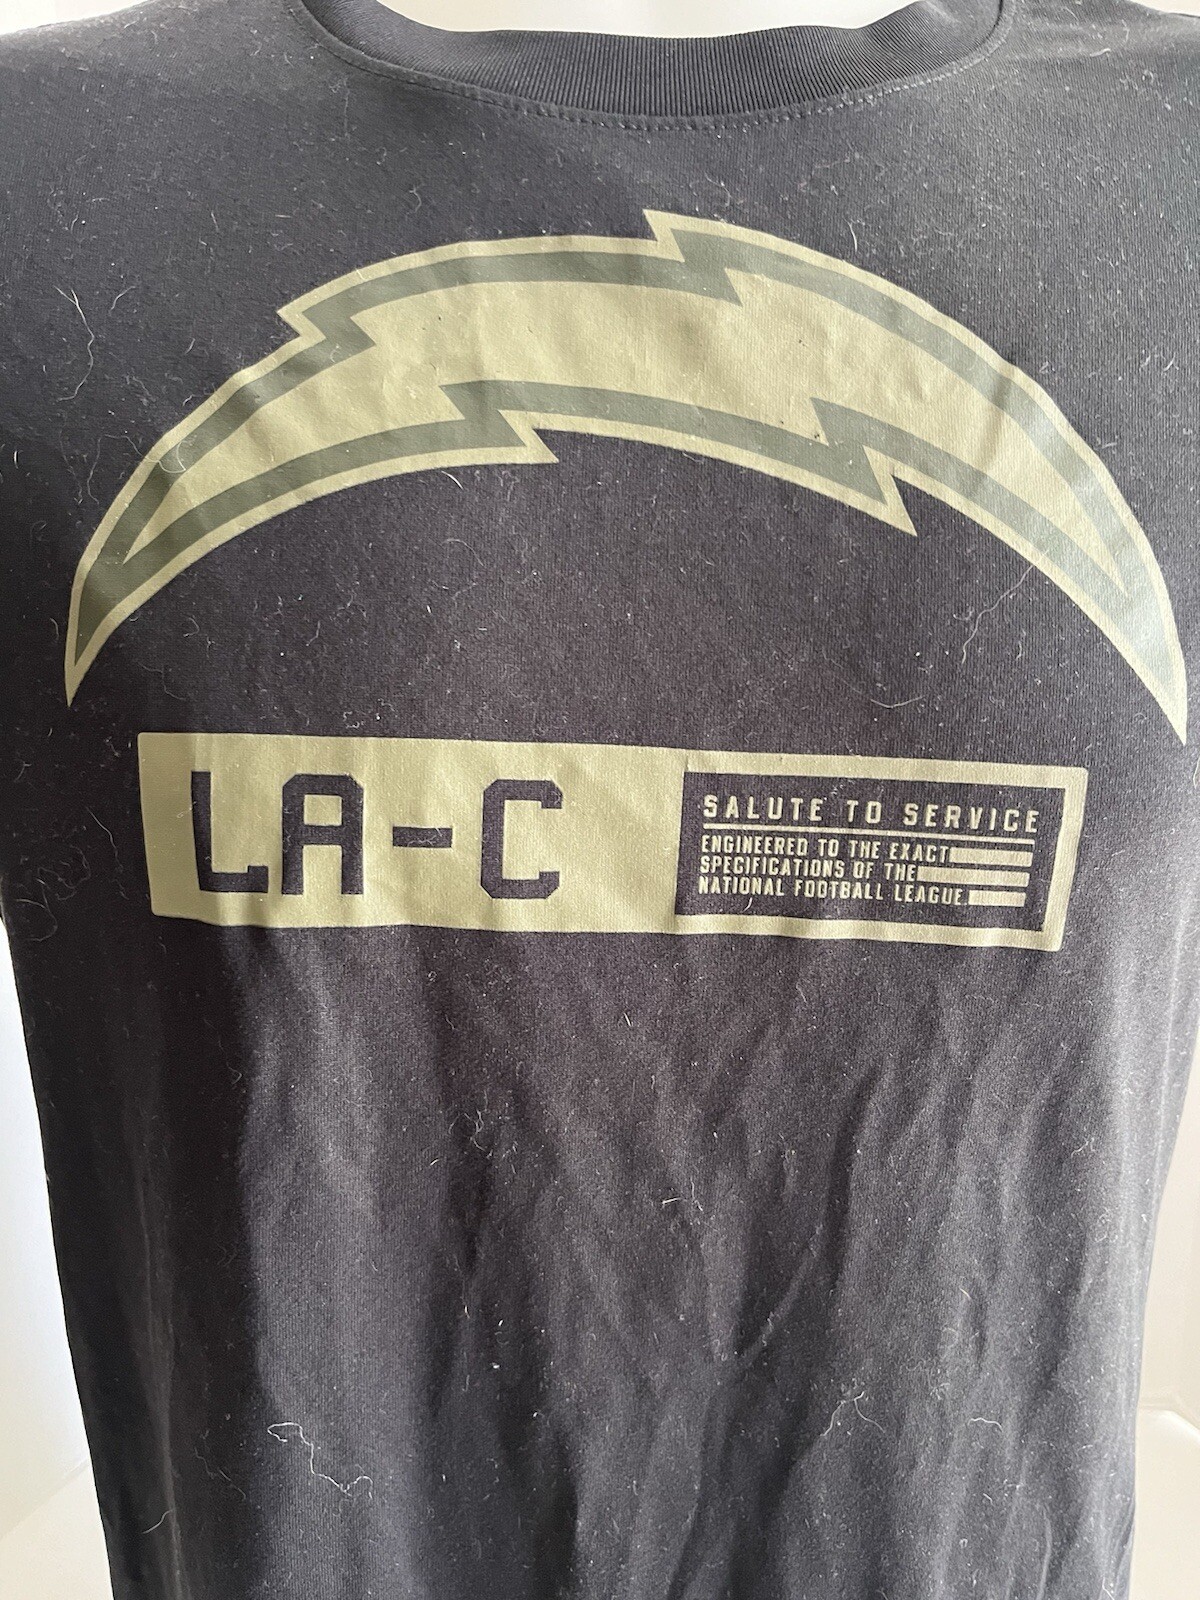 LA-C
SALUTE TO SERVICE
ENGINEERED TO THE EXACT
SPECIFICATIONS OF THE
NATIONAL FOOTBALL LEAGUE.